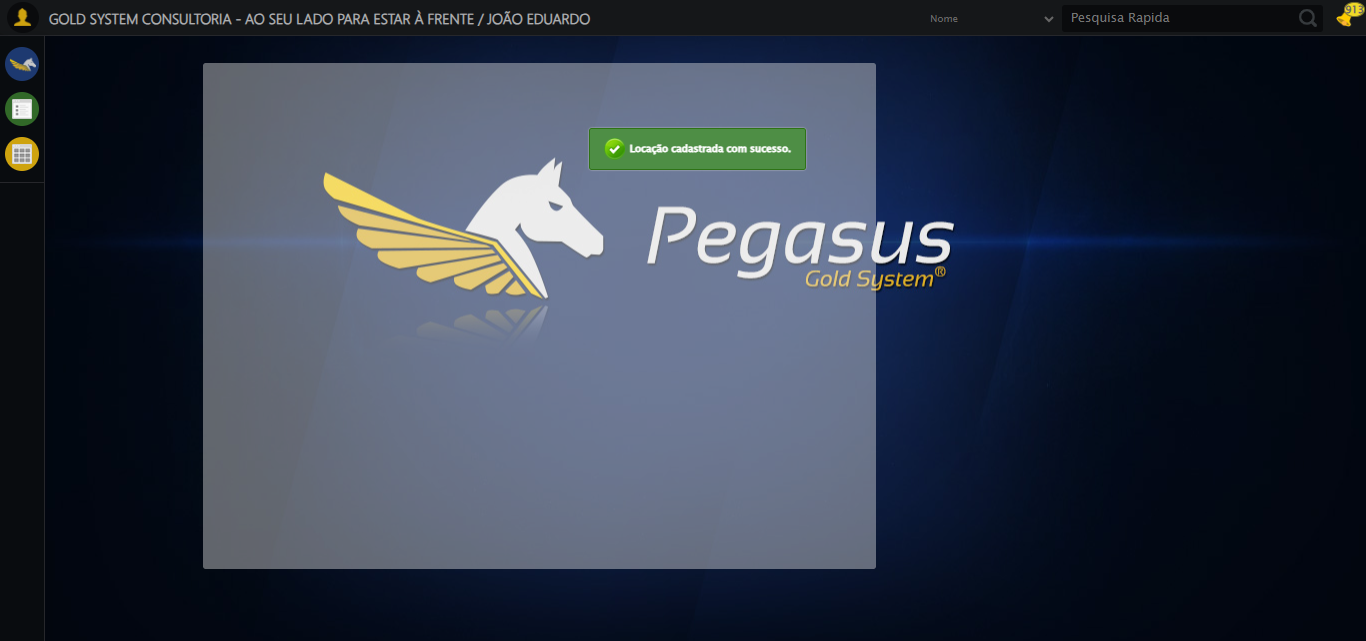 GOLD SYSTEM CONSULTORIA - AO SEU LADO PARA ESTAR À FRENTE / JOÃO EDUARDO
Nome
Pesquisa Rapida
913
Locação cadastrada com sucesso.
Pegasus
Gold System®